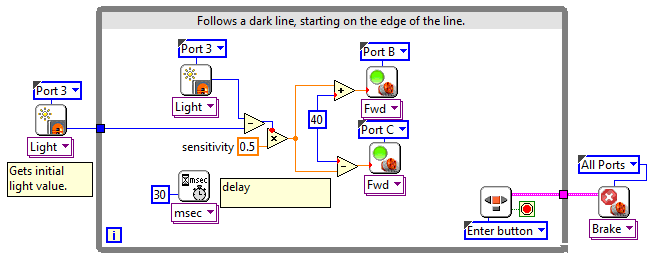 Follows a dark line, starting on the edge of the line.
Port 3
Light
Gets initial
light value.
Port 3
Light
sensitivity
0.5
−
×
40
+
−
Port B
Fwd
Port C
Fwd
30
msec
msec
delay
i
Enter button
All Ports
Brake